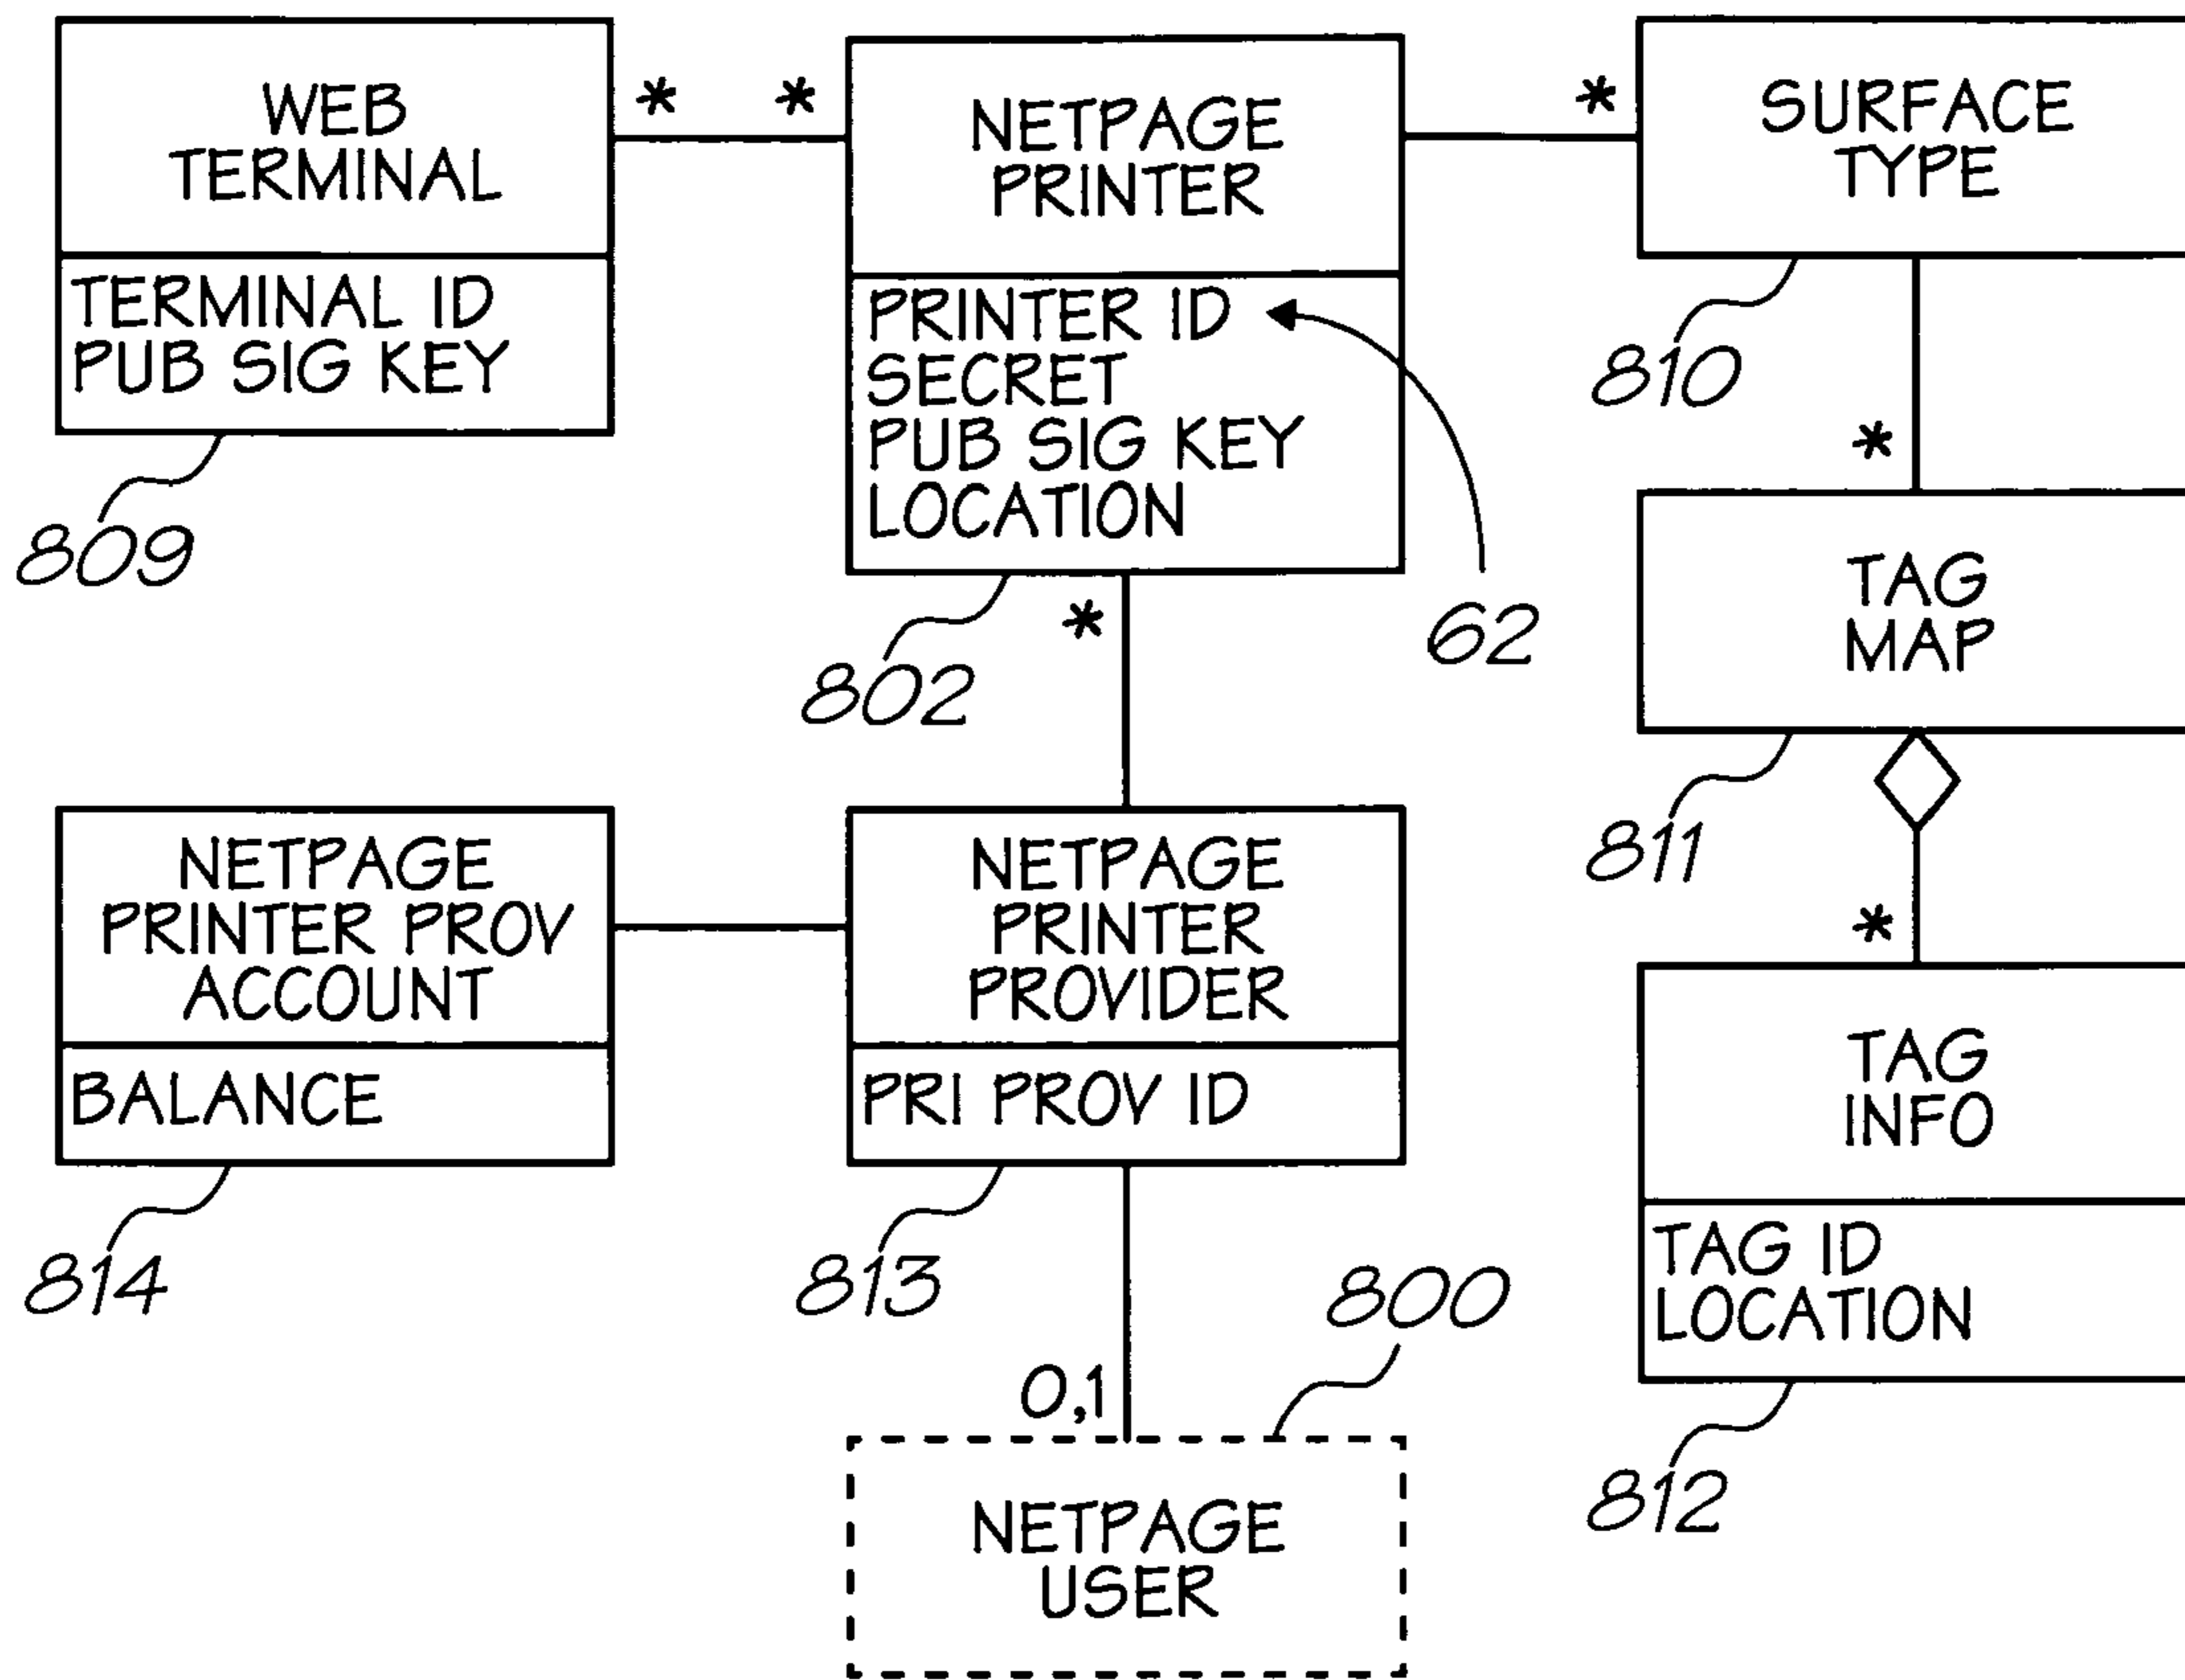 WEB
TERMINAL
TERMINAL ID
PUB SIG KEY
809
*
*
NETPAGE
PRINTER
PRINTER ID
SECRET
PUB SIG KEY
LOCATION
62
802
*
*
SURFACE
TYPE
810
*
TAG
MAP
811
*
TAG
INFO
TAG ID
LOCATION
812
NETPAGE
PRINTER PROV
ACCOUNT
BALANCE
814
NETPAGE
PRINTER
PROVIDER
PRI PROV ID
813
0,1
800
NETPAGE
USER